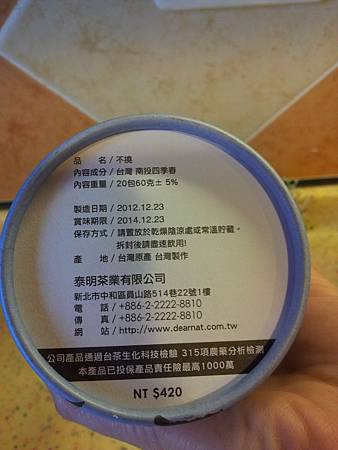 品　　名 / 不撓
內容成分 / 台灣 南投四季春
內容重量 / 20包60克± 5%
製造日期 / 2012.12.23
賞味期限 / 2014.12.23
保存方式 / 請置放於乾燥陰涼處或常溫貯藏。
拆封後請盡速飲用!
產　　地 / 台灣原產 台灣製作
泰明茶業有限公司
新北市中和區員山路514巷22號1樓
電　　話 / +886-2-2222-8810
傳　　真 / +886-2-2222-8820
網　　站 / http://www.dearnat.com.tw
公司產品通過台茶生化科技檢驗 315項農藥分析檢測
本產品已投保產品責任險最高1000萬
NT $420